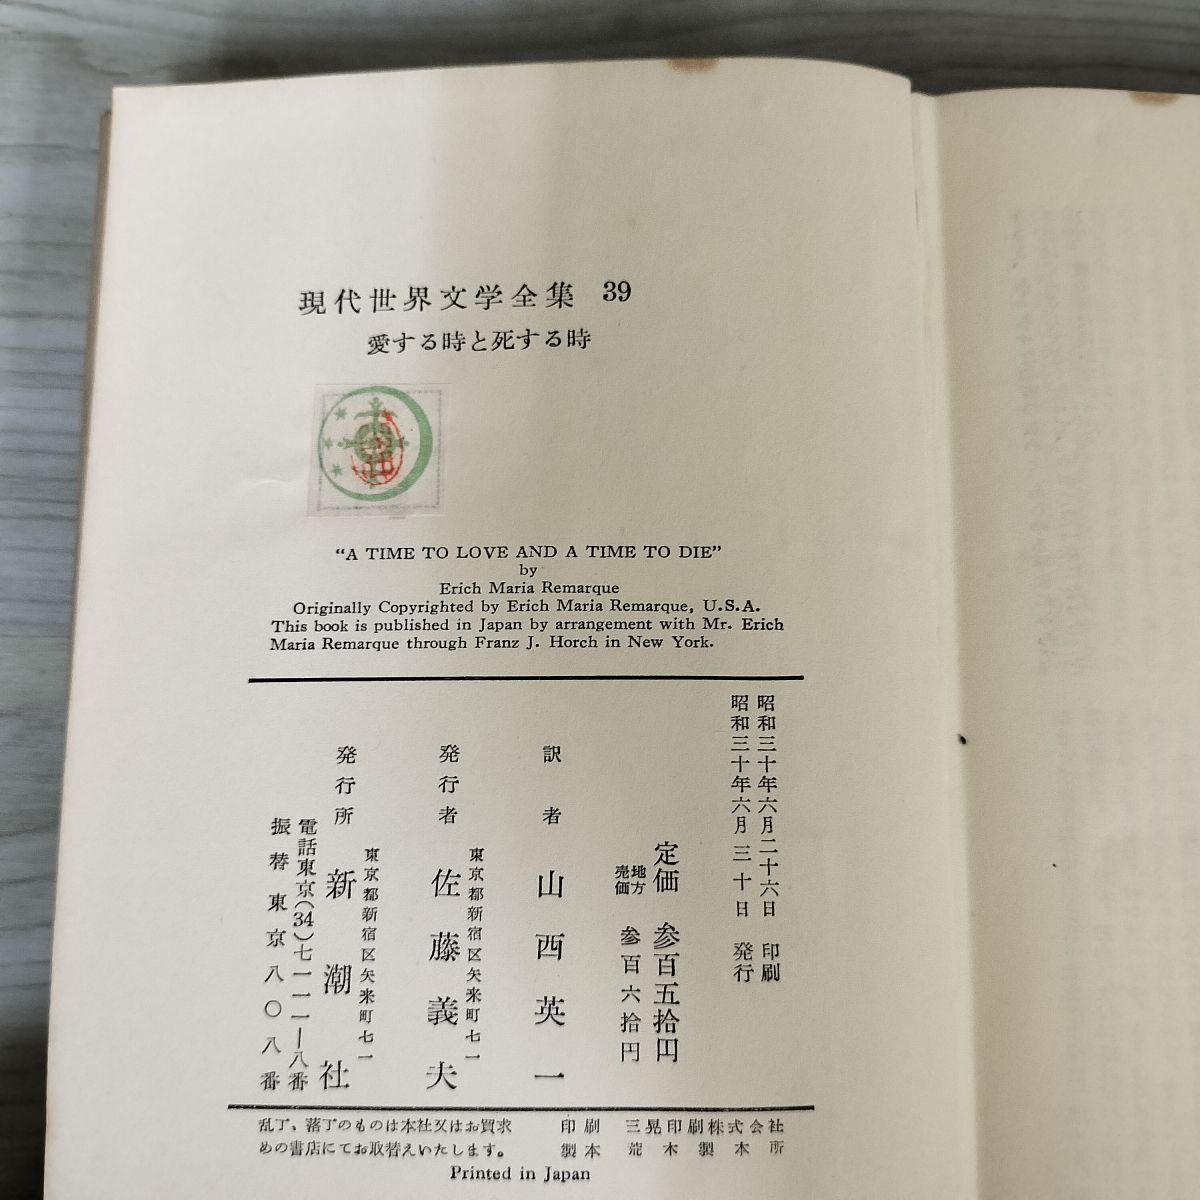 現代世界文学全集 39
愛する時と死する時
“A TIME TO LOVE AND A TIME TO DIE”
by
Erich Maria Remarque
Originally Copyrighted by Erich Maria Remarque, U.S.A.
This book is published in Japan by arrangement with Mr. Erich
Maria Remarque through Franz J. Horch in New York.
昭和三十年六月二十六日 印刷
昭和三十年六月三十日 発行
定価 参百五拾円
地方売価 参百六拾円
訳者 山西英一
東京都新宿区矢来町七一
発行者 佐藤義夫
東京都新宿区矢来町七一
発行所 新潮社
電話東京(34)七一一一―八番
振替東京八〇八番
印刷 三晃印刷株式会社
製本 荒木製本所
乱丁、落丁のものは本社又はお買求
めの書店にてお取替えいたします。
Printed in Japan